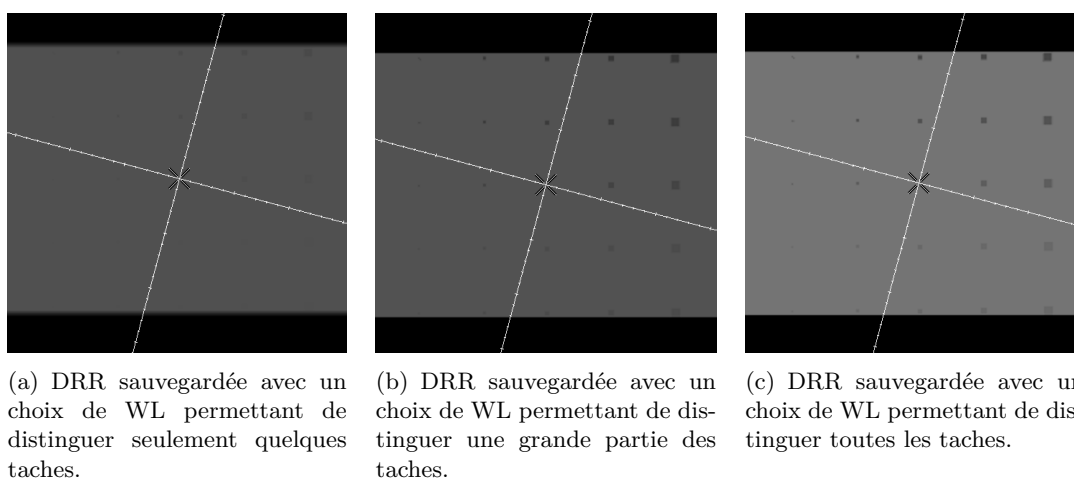 (a) DRR sauvegardée avec un
choix de WL permettant de
distinguer seulement quelques
taches.
(b) DRR sauvegardée avec un
choix de WL permettant de dis-
tinguer une grande partie des
taches.
(c) DRR sauvegardée avec
choix de WL permettant de dis-
tinguer toutes les taches.